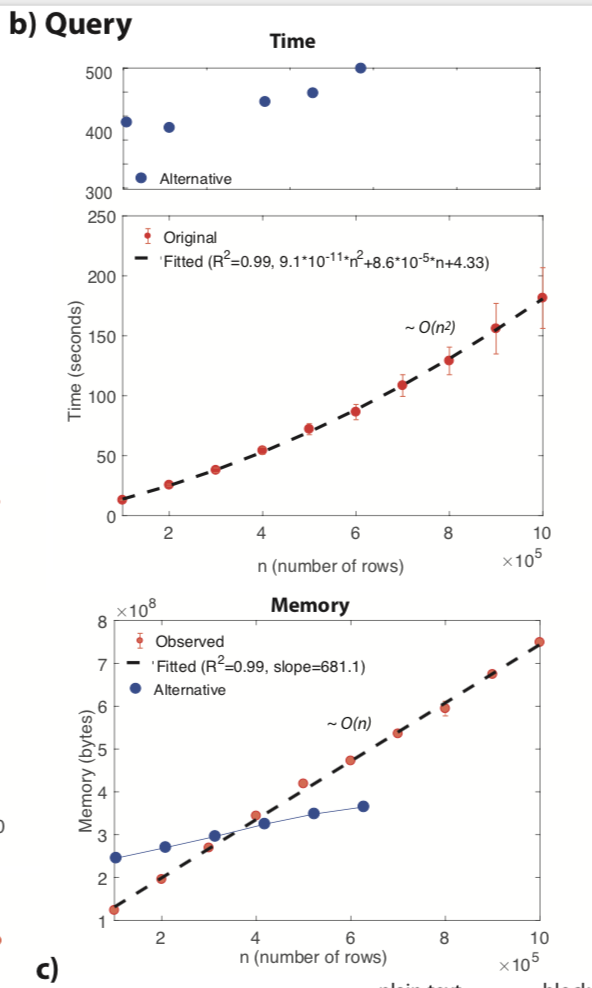 b) Query
Time
500
400
300
Alternative
250
200
150
100
50
0
Original
Fitted (R²=0.99, 9.1*10⁻¹¹*n²+8.6*10⁻⁵*n+4.33)
~ O(n²)
Time (seconds)
2 4 6 8 10
×10⁵
n (number of rows)
Memory
×10⁸
8
7
6
5
4
3
2
1
Observed
Fitted (R²=0.99, slope=681.1)
Alternative
~ O(n)
Memory (bytes)
2 4 6 8 10
n (number of rows)
×10⁵
c)